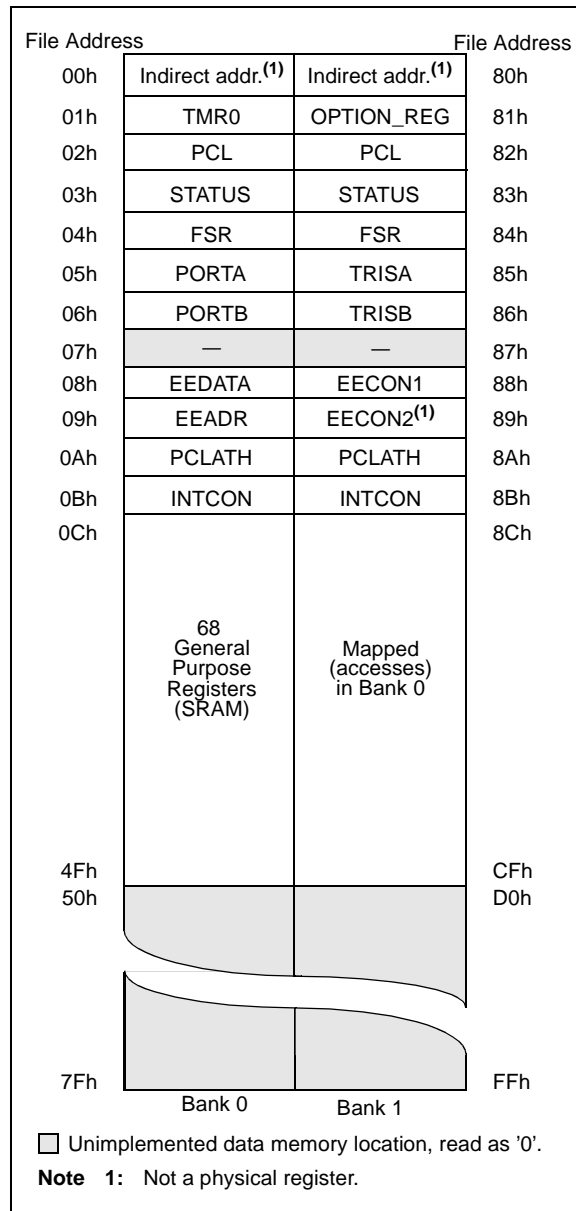 File Address File Address
00h Indirect addr.(1) Indirect addr.(1) 80h
01h TMR0 OPTION_REG 81h
02h PCL PCL 82h
03h STATUS STATUS 83h
04h FSR FSR 84h
05h PORTA TRISA 85h
06h PORTB TRISB 86h
07h — — 87h
08h EEDATA EECON1 88h
09h EEADR EECON2(1) 89h
0Ah PCLATH PCLATH 8Ah
0Bh INTCON INTCON 8Bh
0Ch 8Ch
68
General
Purpose
Registers
(SRAM)
Mapped
(accesses)
in Bank 0
4Fh CFh
50h D0h
7Fh FFh
Bank 0 Bank 1
Unimplemented data memory location, read as '0'.
Note 1: Not a physical register.